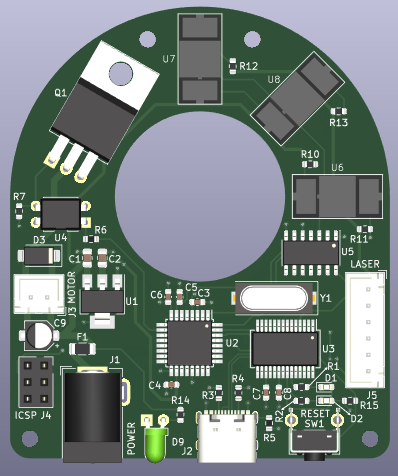 U7
R12
U8
Q1
R13
R10
U6
R7
R11
U4
R6
U5
D3
C1
C2
LASER
C6
C5
C3
Y1
J3 MOTOR
U1
C9
U2
U3
F1
J1
R1
C4
R3
R4
C7
C8
D1
ICSP J4
R14
J5
R15
RESET
SW1
D2
D2
R5
POWER
D9
J2